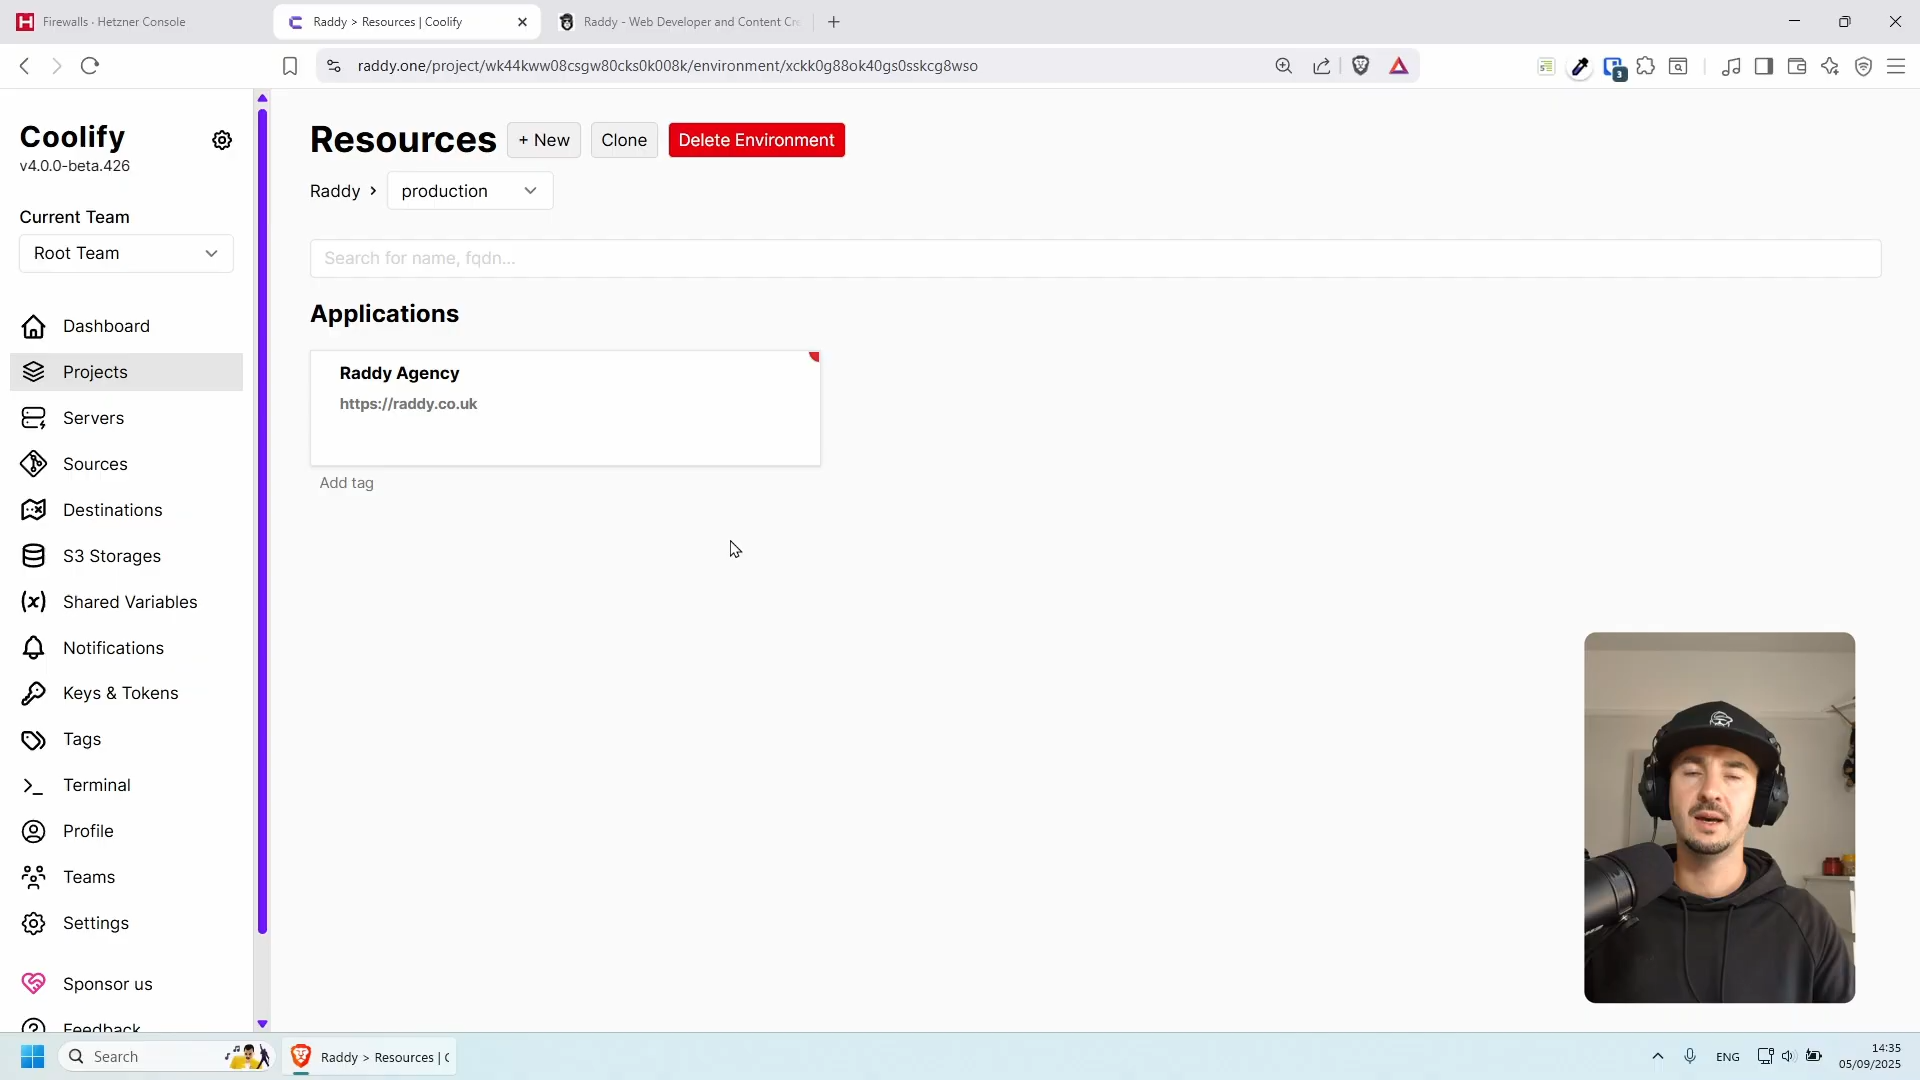 Firewalls - Hetzner Console
Raddy > Resources | Coolify
Raddy - Web Developer and Content Cre
raddy.one/project/wk44kww08csgw80cks0k008k/environment/xckk0g88ok40gs0sskcg8wso
3
Coolify
v4.0.0-beta.426
Current Team
Root Team
Dashboard
Projects
Servers
Sources
Destinations
S3 Storages
Shared Variables
Notifications
Keys & Tokens
Tags
Terminal
Profile
Teams
Settings
Sponsor us
Feedback
Resources
+ New
Clone
Delete Environment
Raddy >
production
Search for name, fqdn...
Applications
Raddy Agency
https://raddy.co.uk
Add tag
Search
Raddy > Resources | C
ENG
14:35
05/09/2025